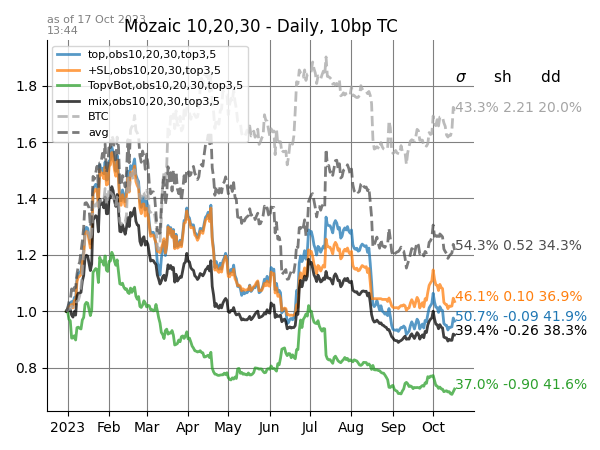 as of 17 Oct 2023
13:44
Mozaic 10,20,30 - Daily, 10bp TC
top,obs10,20,30,top3,5
+SL,obs10,20,30,top3,5
TopvBot,obs10,20,30,top3,5
mix,obs10,20,30,top3,5
BTC
avg
σ sh dd
43.3% 2.21 20.0%
54.3% 0.52 34.3%
46.1% 0.10 36.9%
50.7% -0.09 41.9%
39.4% -0.26 38.3%
37.0% -0.90 41.6%
1.8
1.6
1.4
1.2
1.0
0.8
2023 Feb Mar Apr May Jun Jul Aug Sep Oct